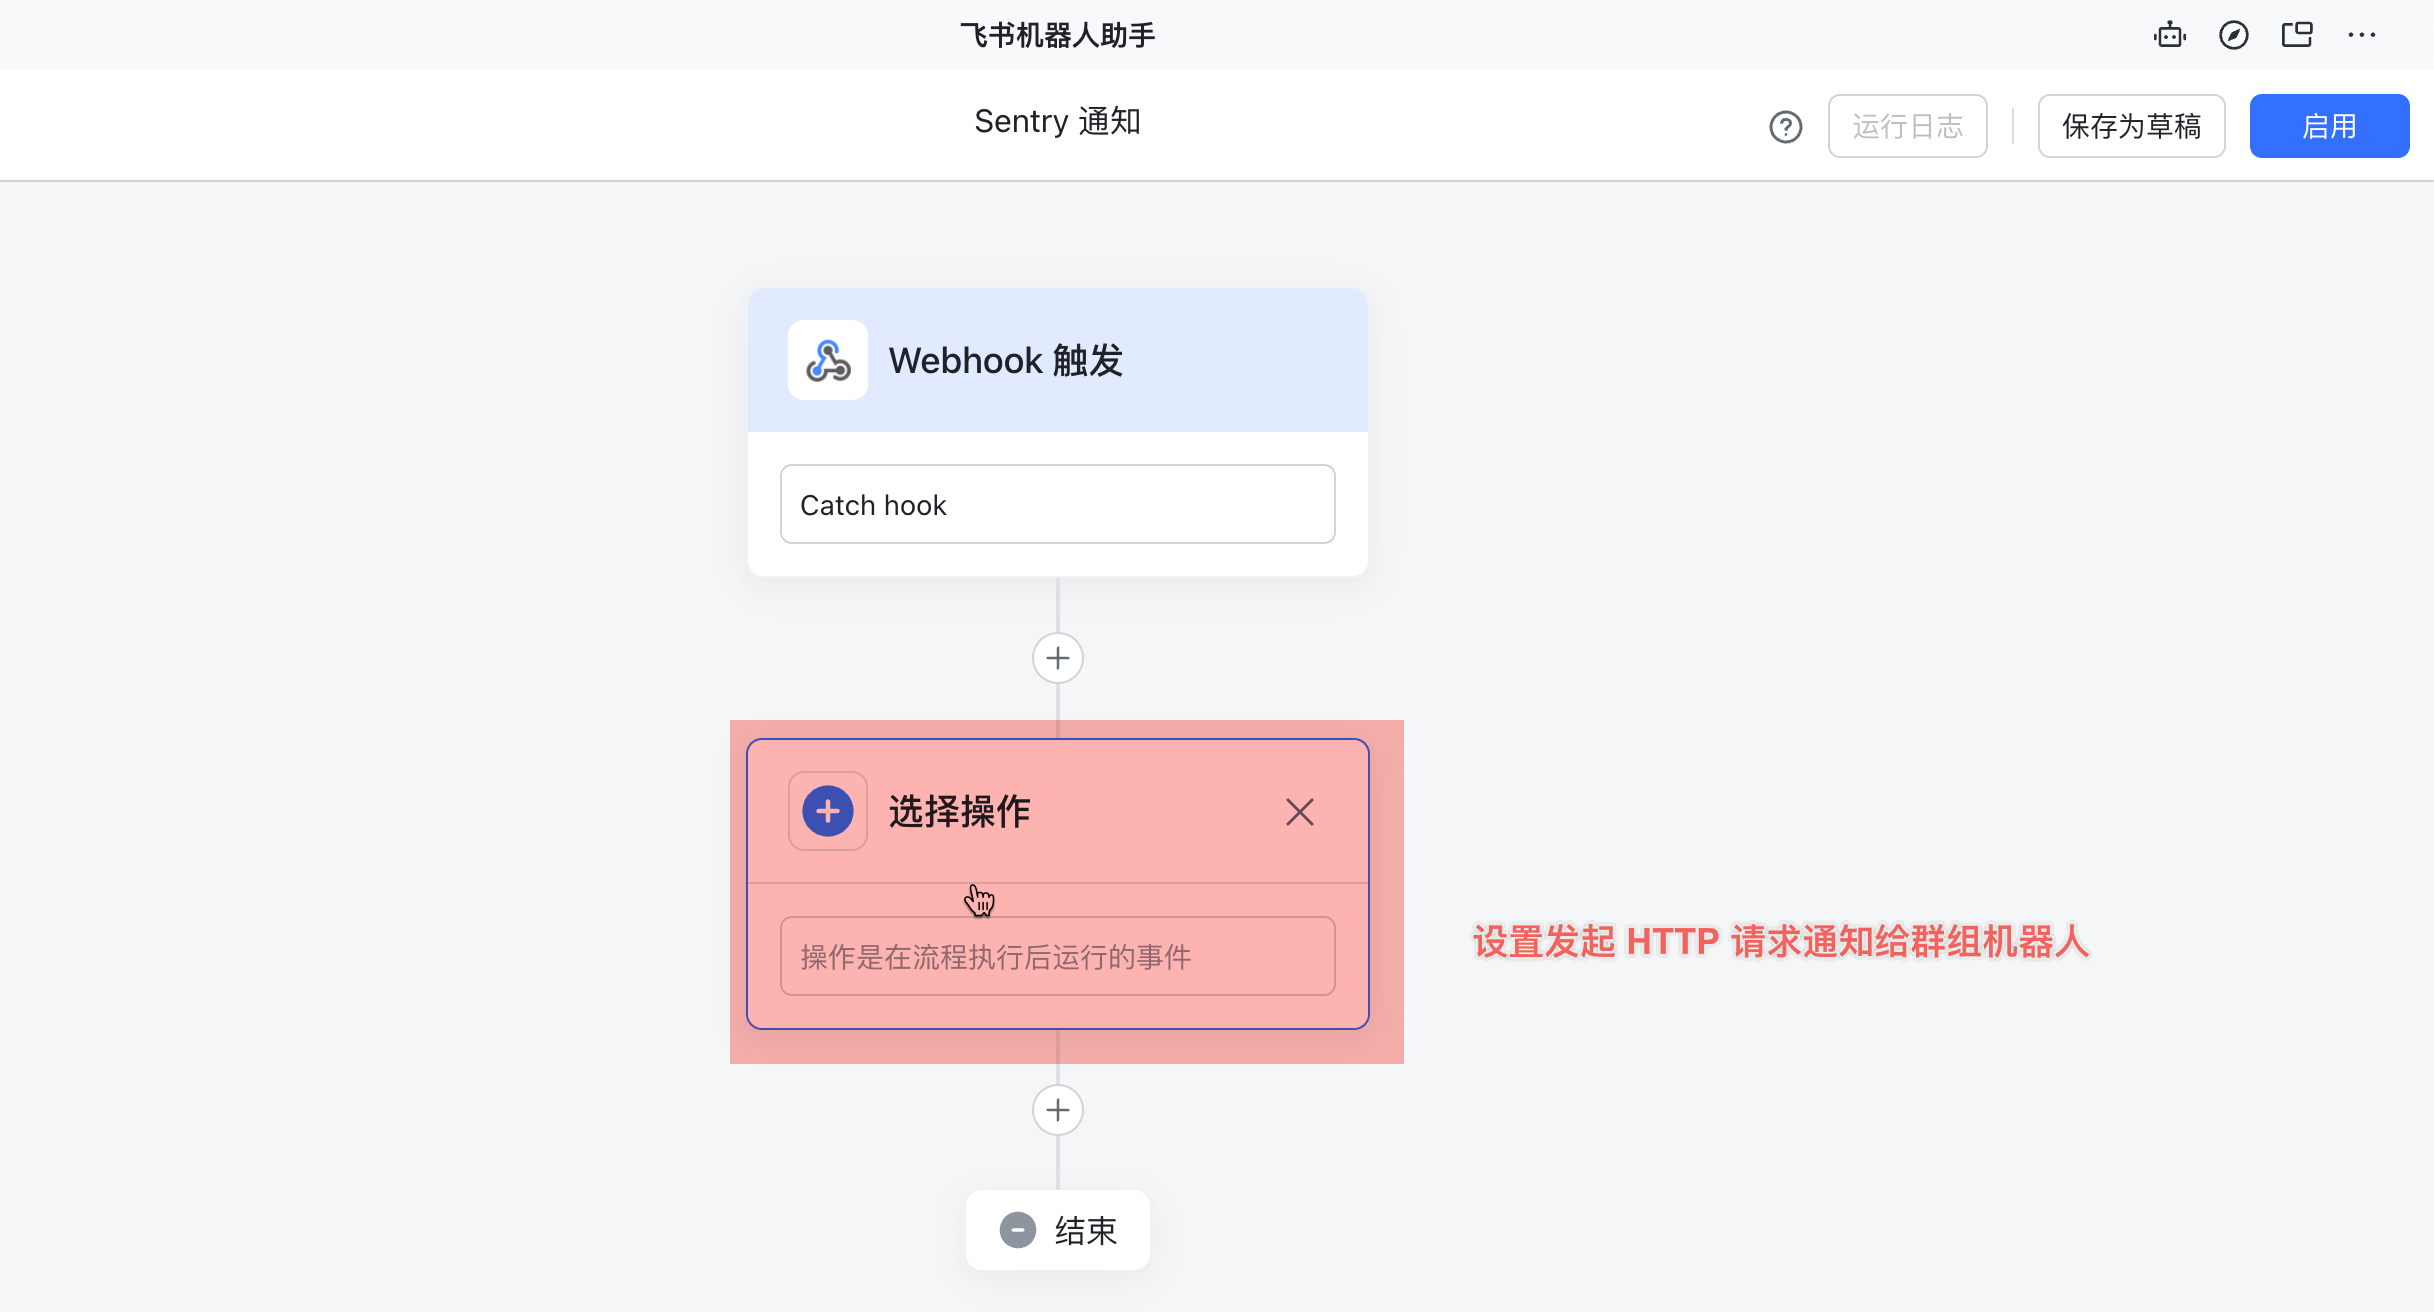 飞书机器人助手
Sentry 通知
运行日志
保存为草稿
启用
Webhook 触发
Catch hook
选择操作
操作是在流程执行后运行的事件
设置发起 HTTP 请求通知给群组机器人
结束